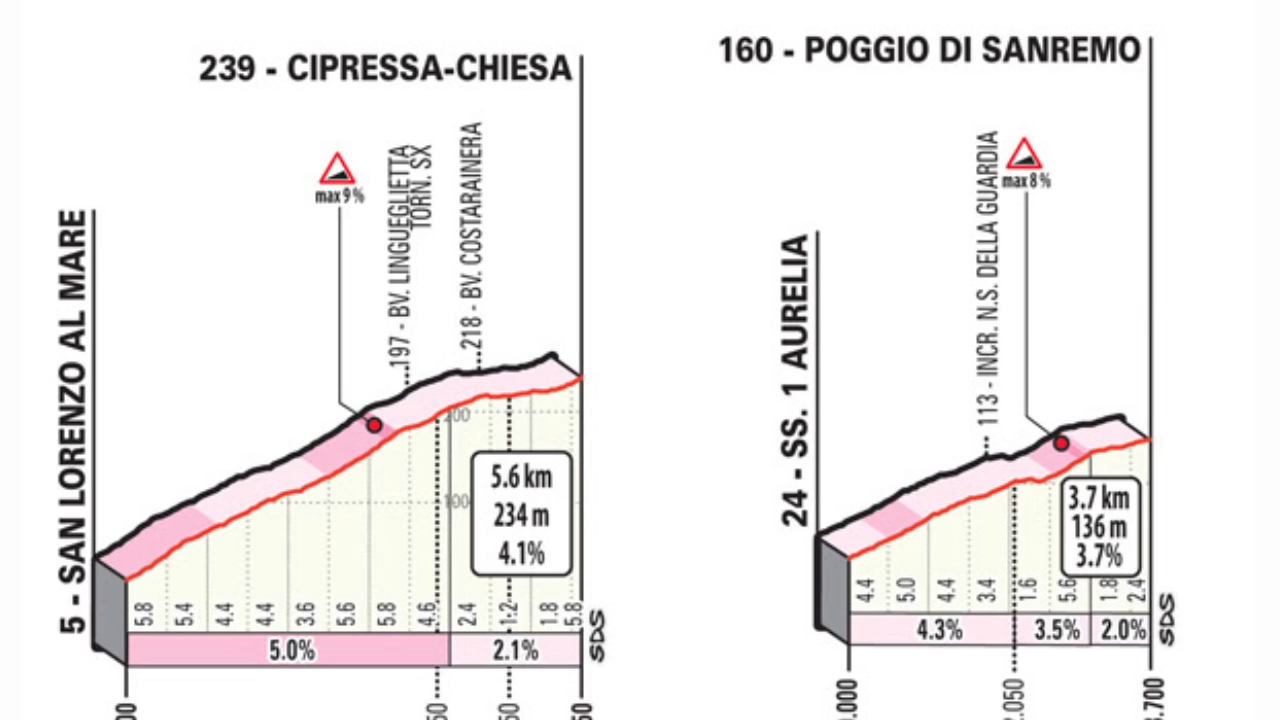 239 - CIPRESSA-CHIESA
max 9%
197 - BV. LINGUEGLIETTA
TORN. SX
218 - BV. COSTARAINERA
5 - SAN LORENZO AL MARE
200
100
5.6 km
234 m
4.1%
5.8 5.4 4.4 4.4 3.6 5.6 5.8 4.6 2.4 1.2 1.8 5.8
SDS
5.0% 2.1%
160 - POGGIO DI SANREMO
113 - INCR. N.S. DELLA GUARDIA
max 8%
24 - SS. 1 AURELIA
3.7 km
136 m
3.7%
4.4 5.0 4.4 3.4 1.6 5.6 1.8 2.4
SDS
4.3% 3.5% 2.0%